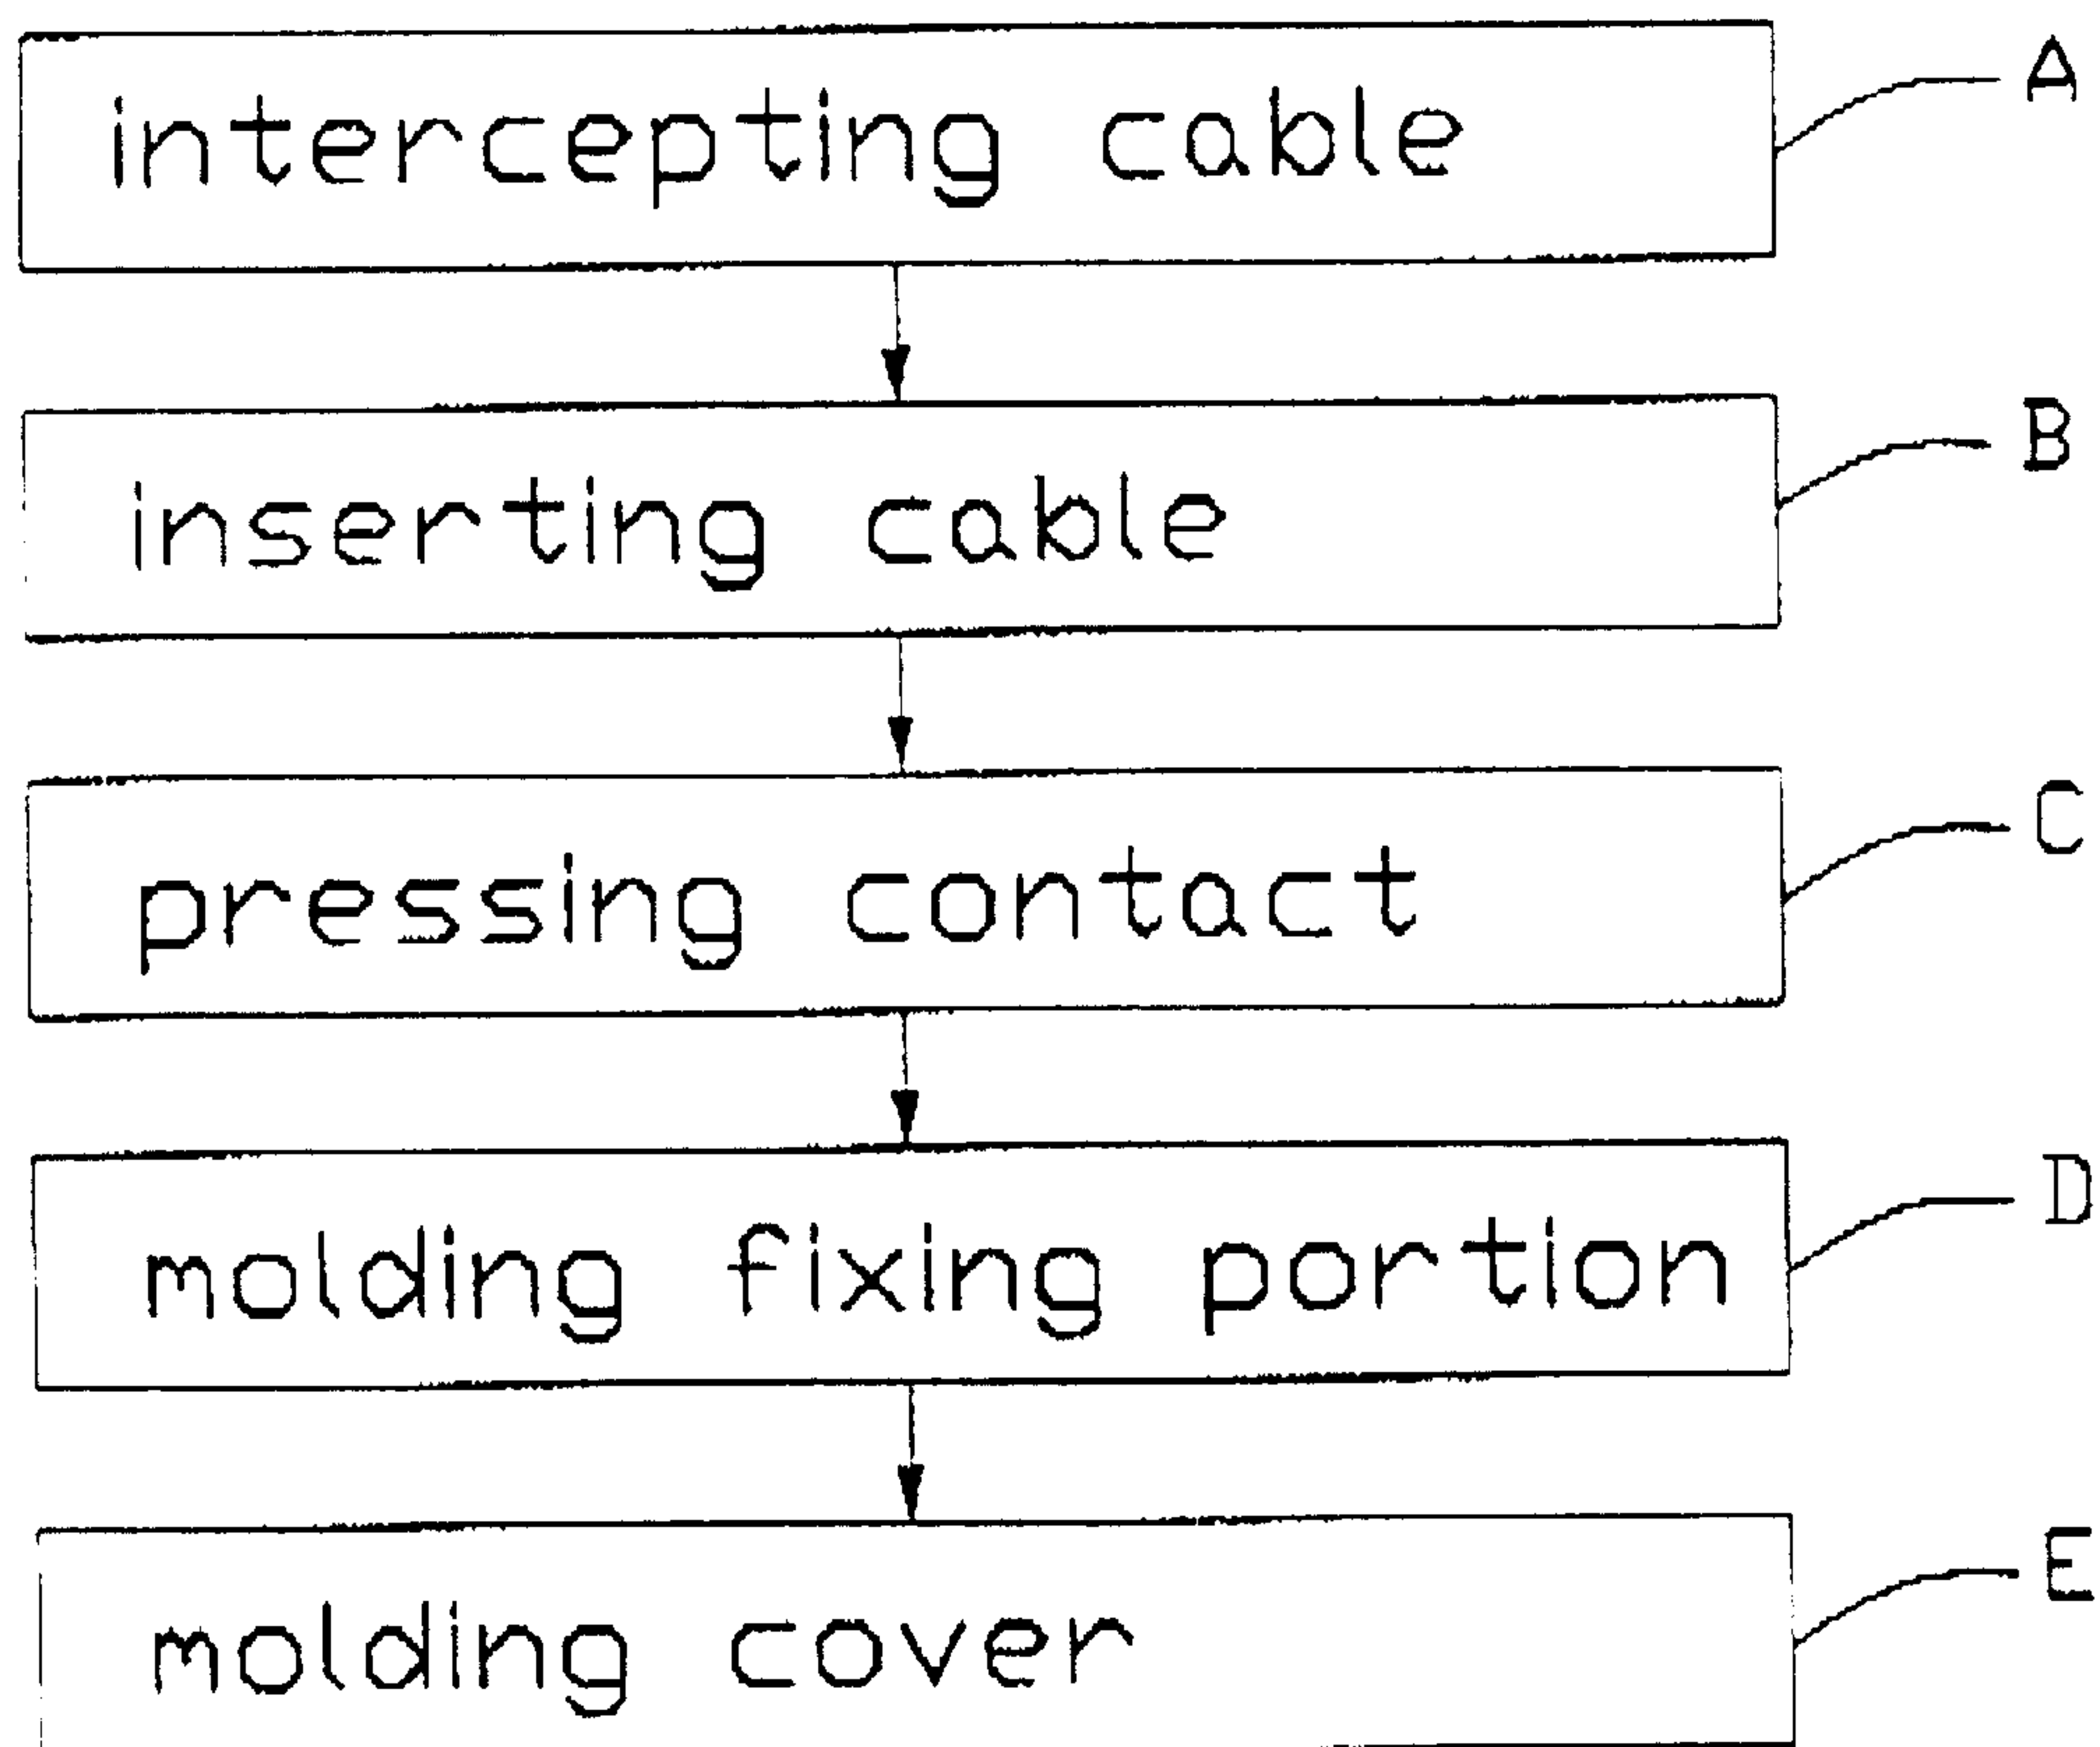 intercepting cable
A
inserting cable
B
pressing contact
C
molding fixing portion
D
molding cover
E